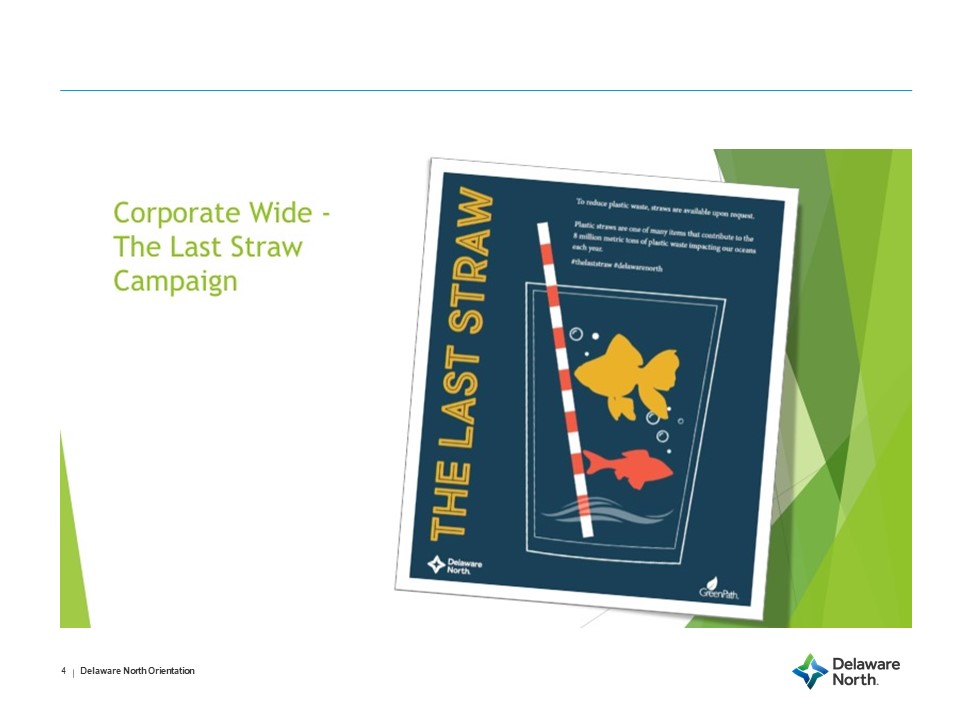 Corporate Wide -
The Last Straw
Campaign
THE LAST STRAW
To reduce plastic waste, straws are available upon request.
Plastic straws are one of many items that contribute to the
8 million metric tons of plastic waste impacting our oceans
each year.
#thelaststraw #delawarenorth
Delaware
North.
GreenPath.
4 | Delaware North Orientation
Delaware
North.